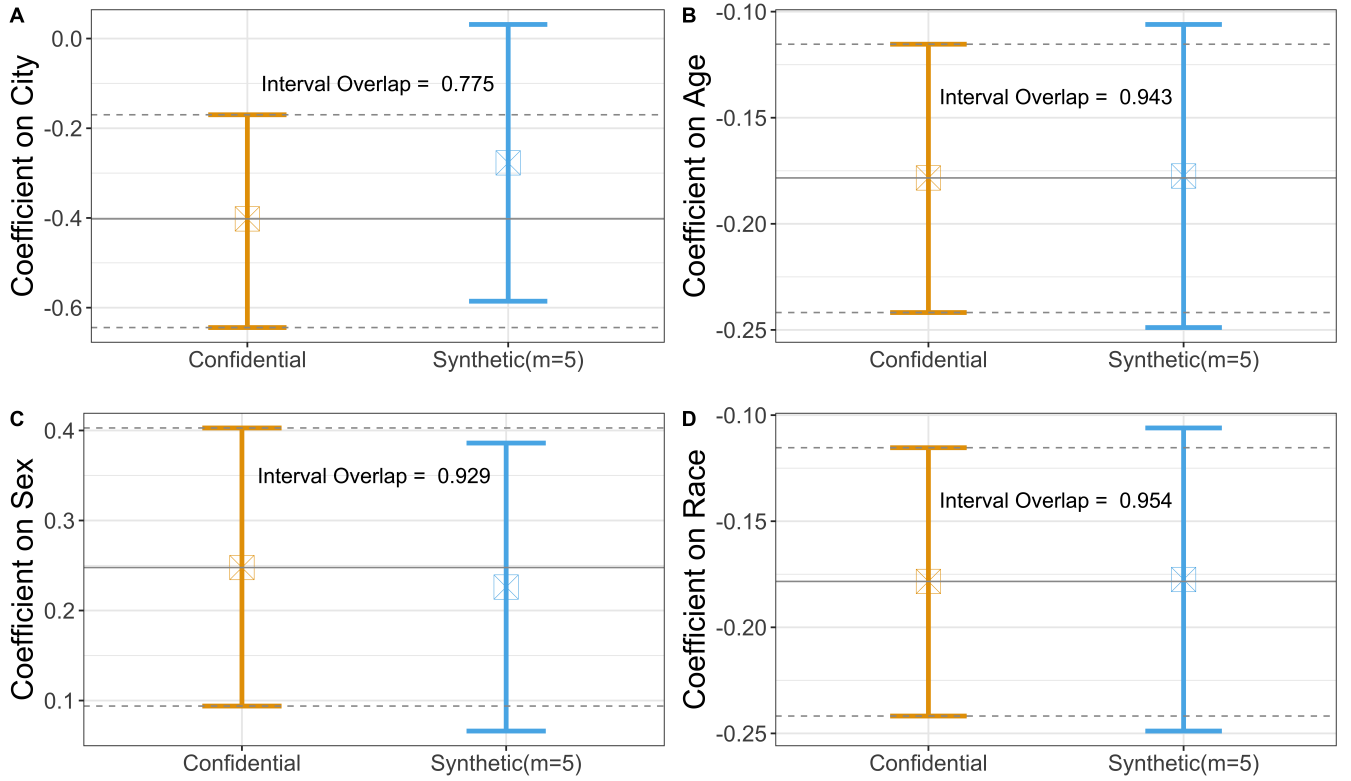 A
Coefficient on City
0.0
-0.2
-0.4
-0.6
Interval Overlap = 0.775
Confidential
Synthetic(m=5)
B
Coefficient on Age
-0.10
-0.15
-0.20
-0.25
Interval Overlap = 0.943
Confidential
Synthetic(m=5)
C
Coefficient on Sex
0.4
0.3
0.2
0.1
Interval Overlap = 0.929
Confidential
Synthetic(m=5)
D
Coefficient on Race
-0.10
-0.15
-0.20
-0.25
Interval Overlap = 0.954
Confidential
Synthetic(m=5)